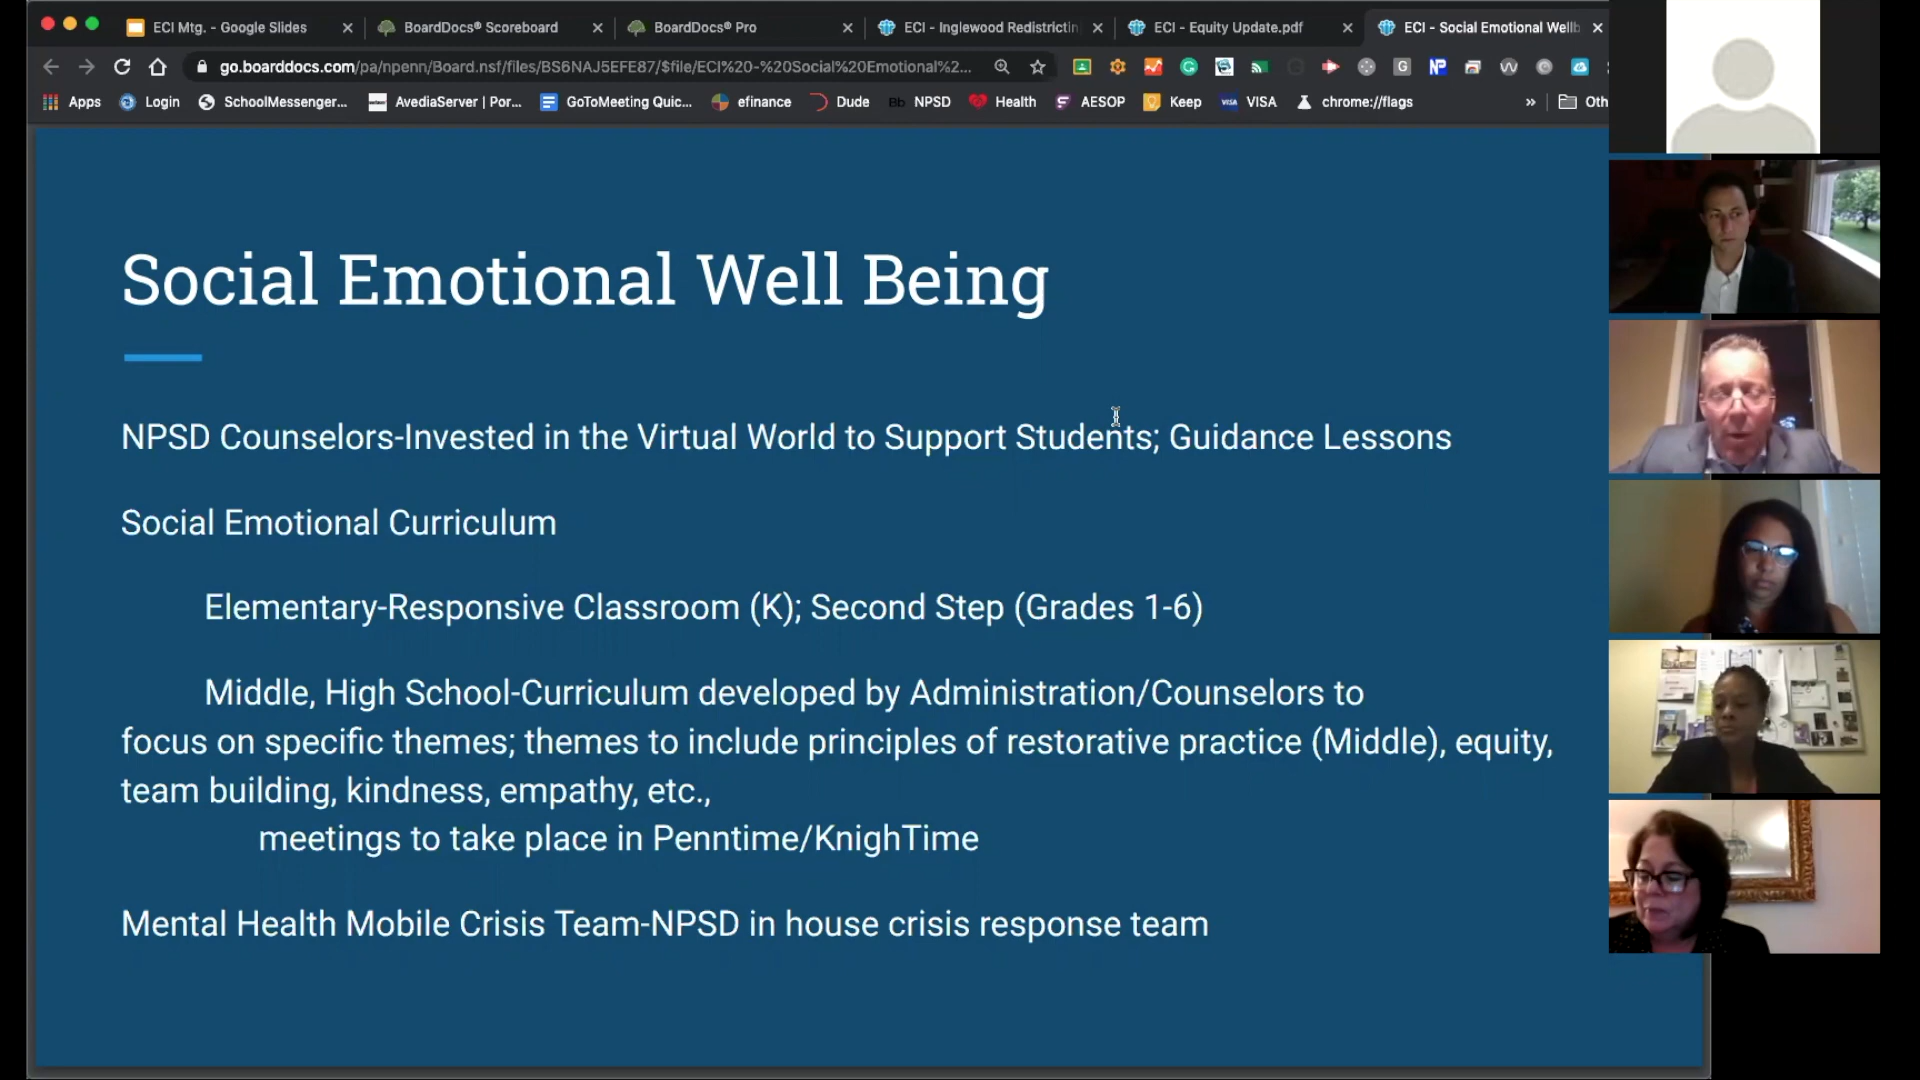 ECI Mtg. - Google Slides
BoardDocs® Scoreboard
BoardDocs® Pro
ECI - Inglewood Redistrictin
ECI - Equity Update.pdf
ECI - Social Emotional Wellb
go.boarddocs.com/pa/npenn/Board.nsf/files/BS6NAJ5EFE87/$file/ECI%20-%20Social%20Emotional%2...
Apps
Login
SchoolMessenger...
AvediaServer | Por...
GoToMeeting Quic...
efinance
Dude
Bb NPSD
Health
AESOP
Keep
VISA VISA
chrome://flags
»
Oth
Social Emotional Well Being
NPSD Counselors-Invested in the Virtual World to Support Students; Guidance Lessons
Social Emotional Curriculum
Elementary-Responsive Classroom (K); Second Step (Grades 1-6)
Middle, High School-Curriculum developed by Administration/Counselors to
focus on specific themes; themes to include principles of restorative practice (Middle), equity,
team building, kindness, empathy, etc.,
meetings to take place in Penntime/KnighTime
Mental Health Mobile Crisis Team-NPSD in house crisis response team